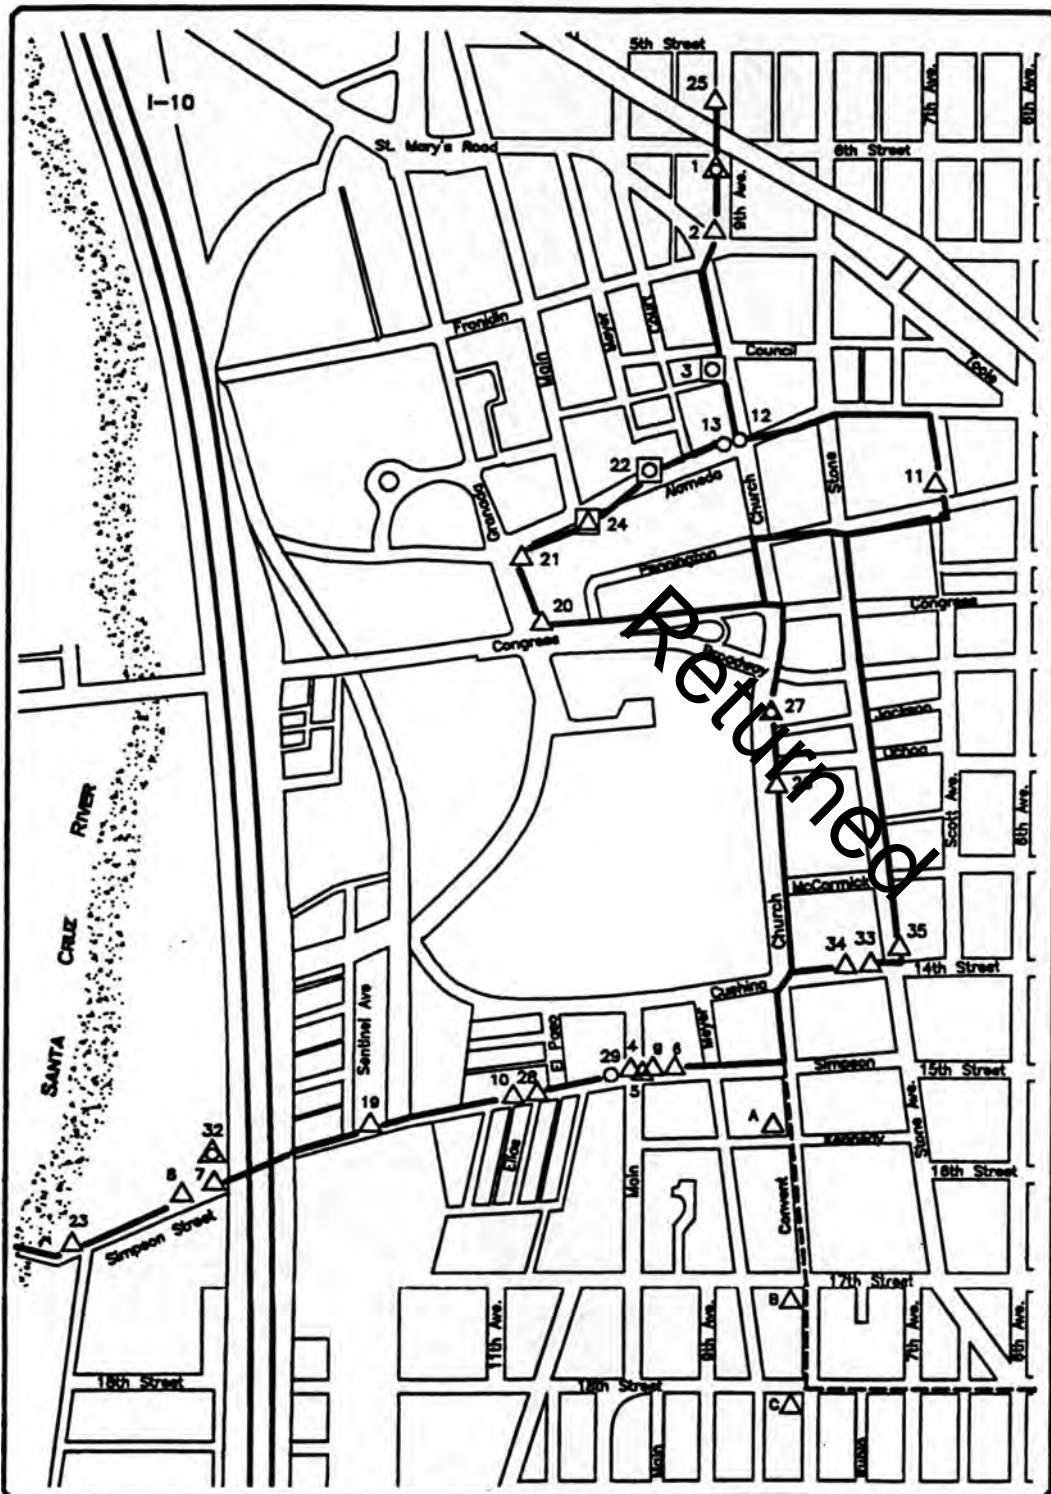 5th Street
25
7th Ave.
6th Ave.
I-10
St. Mary's Road
6th Street
1
9th Ave.
2
Franklin
Meyer
Court
Main
Council
3
Toole
13
12
22
Alameda
Stone
11
Granada
Church
24
21
Pennington
20
Congress
Congress
Broadway
27
Jackson
Ochoa
Returned
RIVER
Scott Ave.
6th Ave.
McCormick
CRUZ
Church
34
33
35
14th Street
Cushing
SANTA
Sentinel Ave
El Paso
Meyer
29
4
9
6
5
Simpson
15th Street
10
28
19
A
Kennedy
Stone Ave.
32
Elias
Main
16th Street
8
7
Convent
23
Simpson Street
17th Street
B
11th Ave.
9th Ave.
7th Ave.
6th Ave.
18th Street
18th Street
C
Main
Rubio